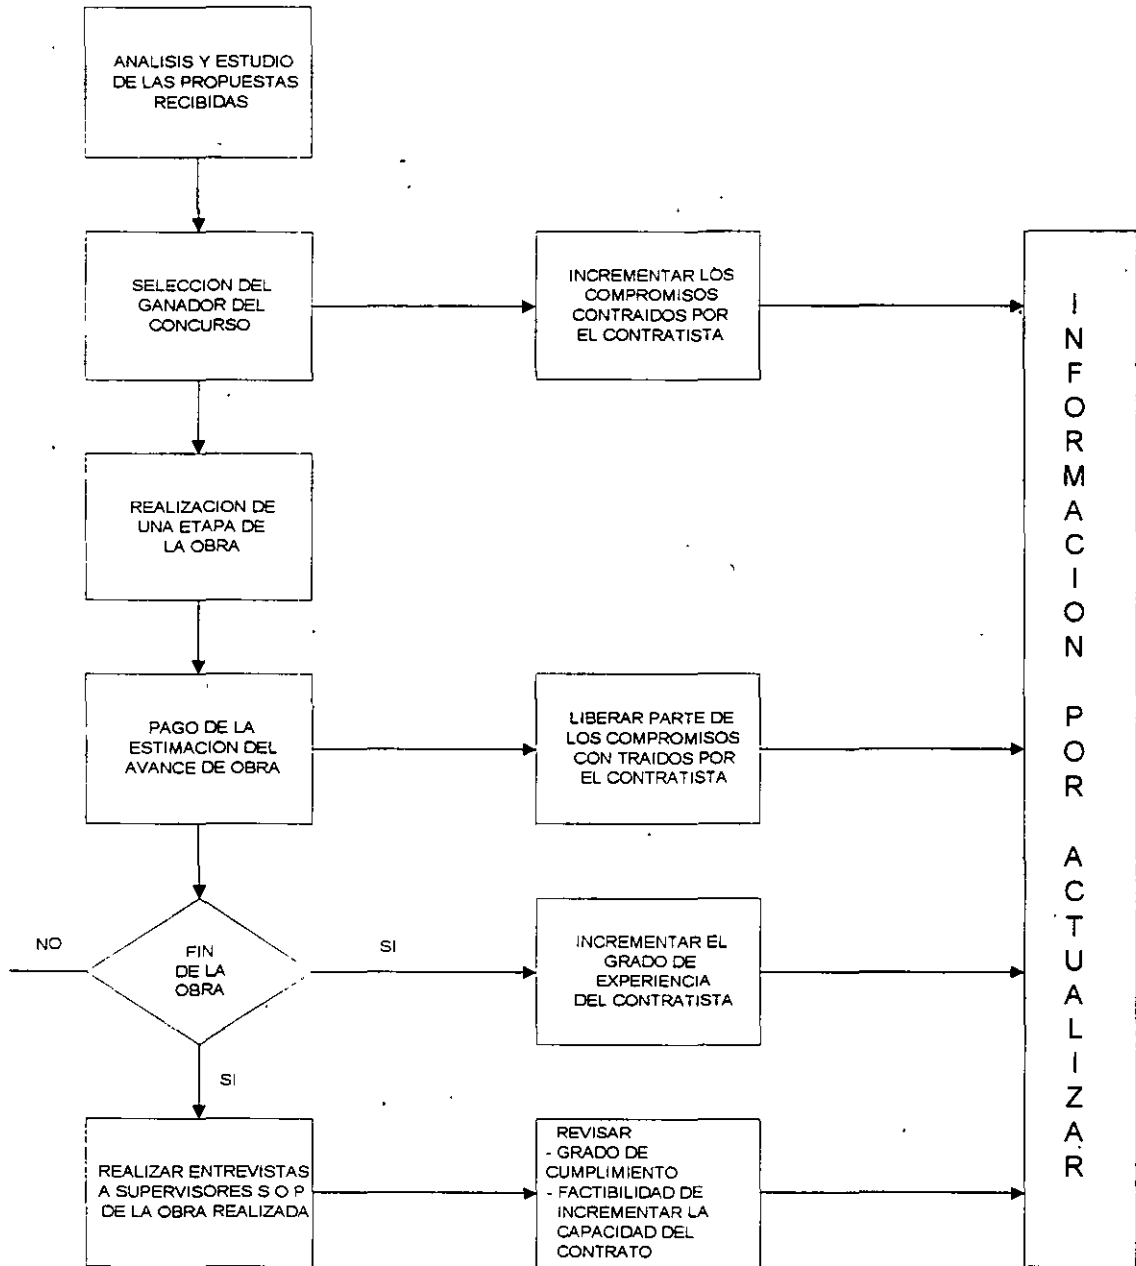 ANALISIS Y ESTUDIO
DE LAS PROPUESTAS
RECIBIDAS
SELECCION DEL
GANADOR DEL
CONCURSO
INCREMENTAR LOS
COMPROMISOS
CONTRAIDOS POR
EL CONTRATISTA
REALIZACION DE
UNA ETAPA DE
LA OBRA
PAGO DE LA
ESTIMACION DEL
AVANCE DE OBRA
LIBERAR PARTE DE
LOS COMPROMISOS
CON TRAIDOS POR
EL CONTRATISTA
NO
FIN
DE LA
OBRA
SI
INCREMENTAR EL
GRADO DE
EXPERIENCIA
DEL CONTRATISTA
SI
REALIZAR ENTREVISTAS
A SUPERVISORES S O P
DE LA OBRA REALIZADA
REVISAR
- GRADO DE
CUMPLIMIENTO
- FACTIBILIDAD DE
INCREMENTAR LA
CAPACIDAD DEL
CONTRATO
INFORMACION POR ACTUALIZAR